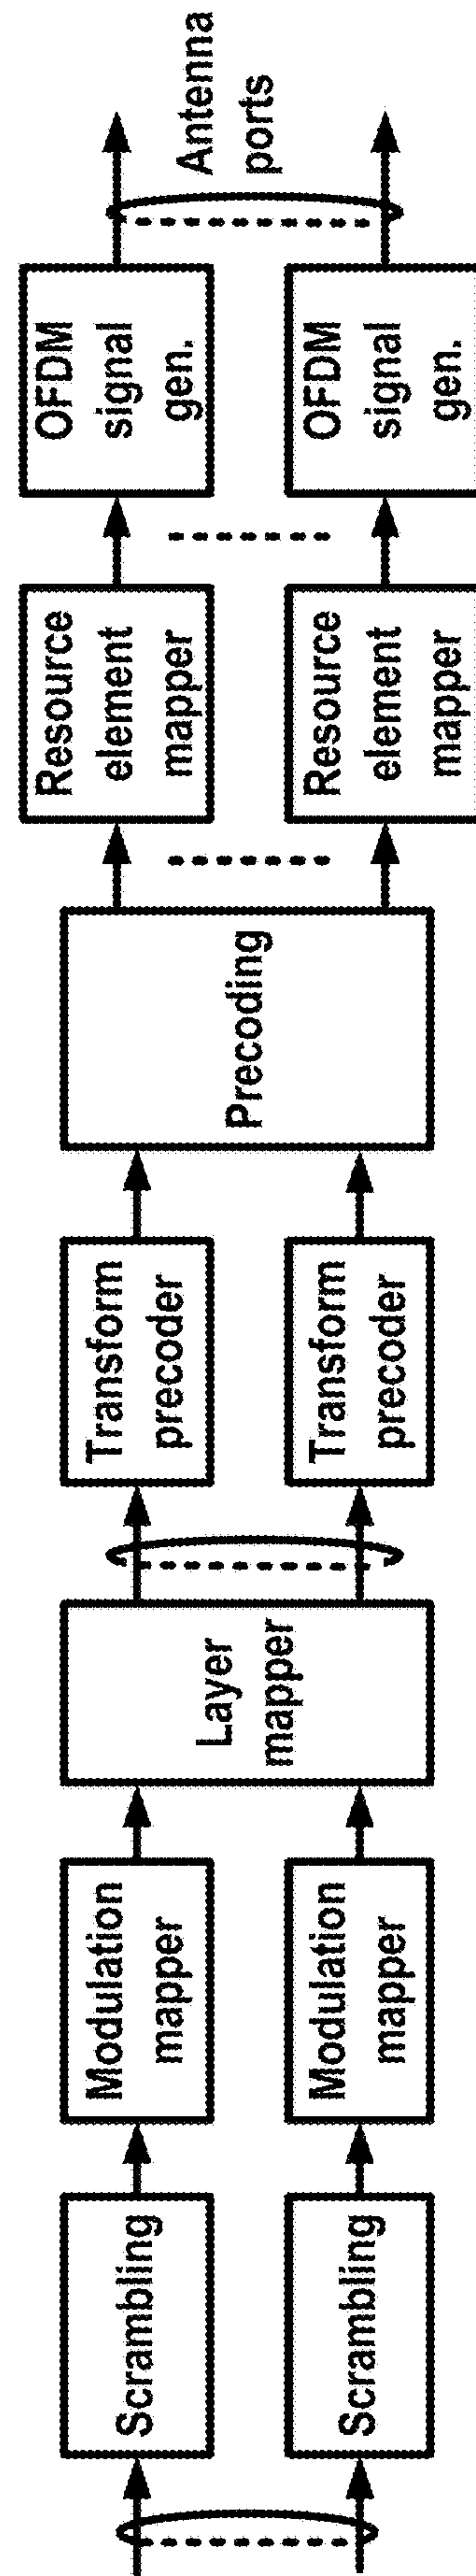 Scrambling
Scrambling
Modulation
mapper
Modulation
mapper
Layer
mapper
Transform
precoder
Transform
precoder
Precoding
Resource
element
mapper
Resource
element
mapper
OFDM
signal
gen.
OFDM
signal
gen.
Antenna
ports